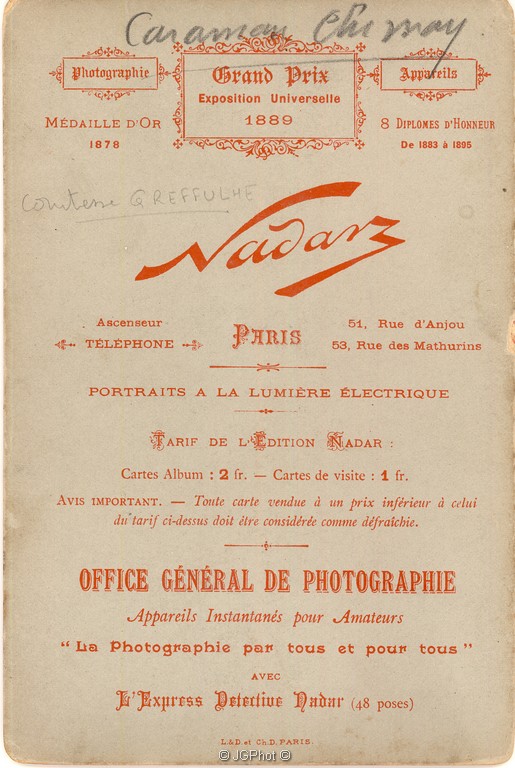 Caraman Chimay
Photographie
Grand Prix
Appareils
Exposition Universelle
MÉDAILLE D'OR
1889
8 DIPLOMES D'HONNEUR
1878
DE 1883 à 1895
Comtesse GREFFULHE
Nadar
Ascenseur
PARIS
51, Rue d'Anjou
TÉLÉPHONE
53, Rue des Mathurins
PORTRAITS A LA LUMIÈRE ÉLECTRIQUE
TARIF DE L'EDITION NADAR :
Cartes Album : 2 fr. — Cartes de visite : 1 fr.
AVIS IMPORTANT. — Toute carte vendue à un prix inférieur à celui
du tarif ci-dessus doit être considérée comme défraîchie.
OFFICE GÉNÉRAL DE PHOTOGRAPHIE
Appareils Instantanés pour Amateurs
"La Photographie par tous et pour tous"
AVEC
L'Express Détective Nadar (48 poses)
L.&D. et Ch.D. PARIS.
© JGPhot ©